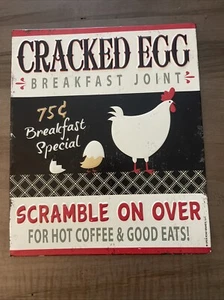 CRACKED EGG
BREAKFAST JOINT
75¢
Breakfast
Special
SCRAMBLE ON OVER
FOR HOT COFFEE & GOOD EATS!